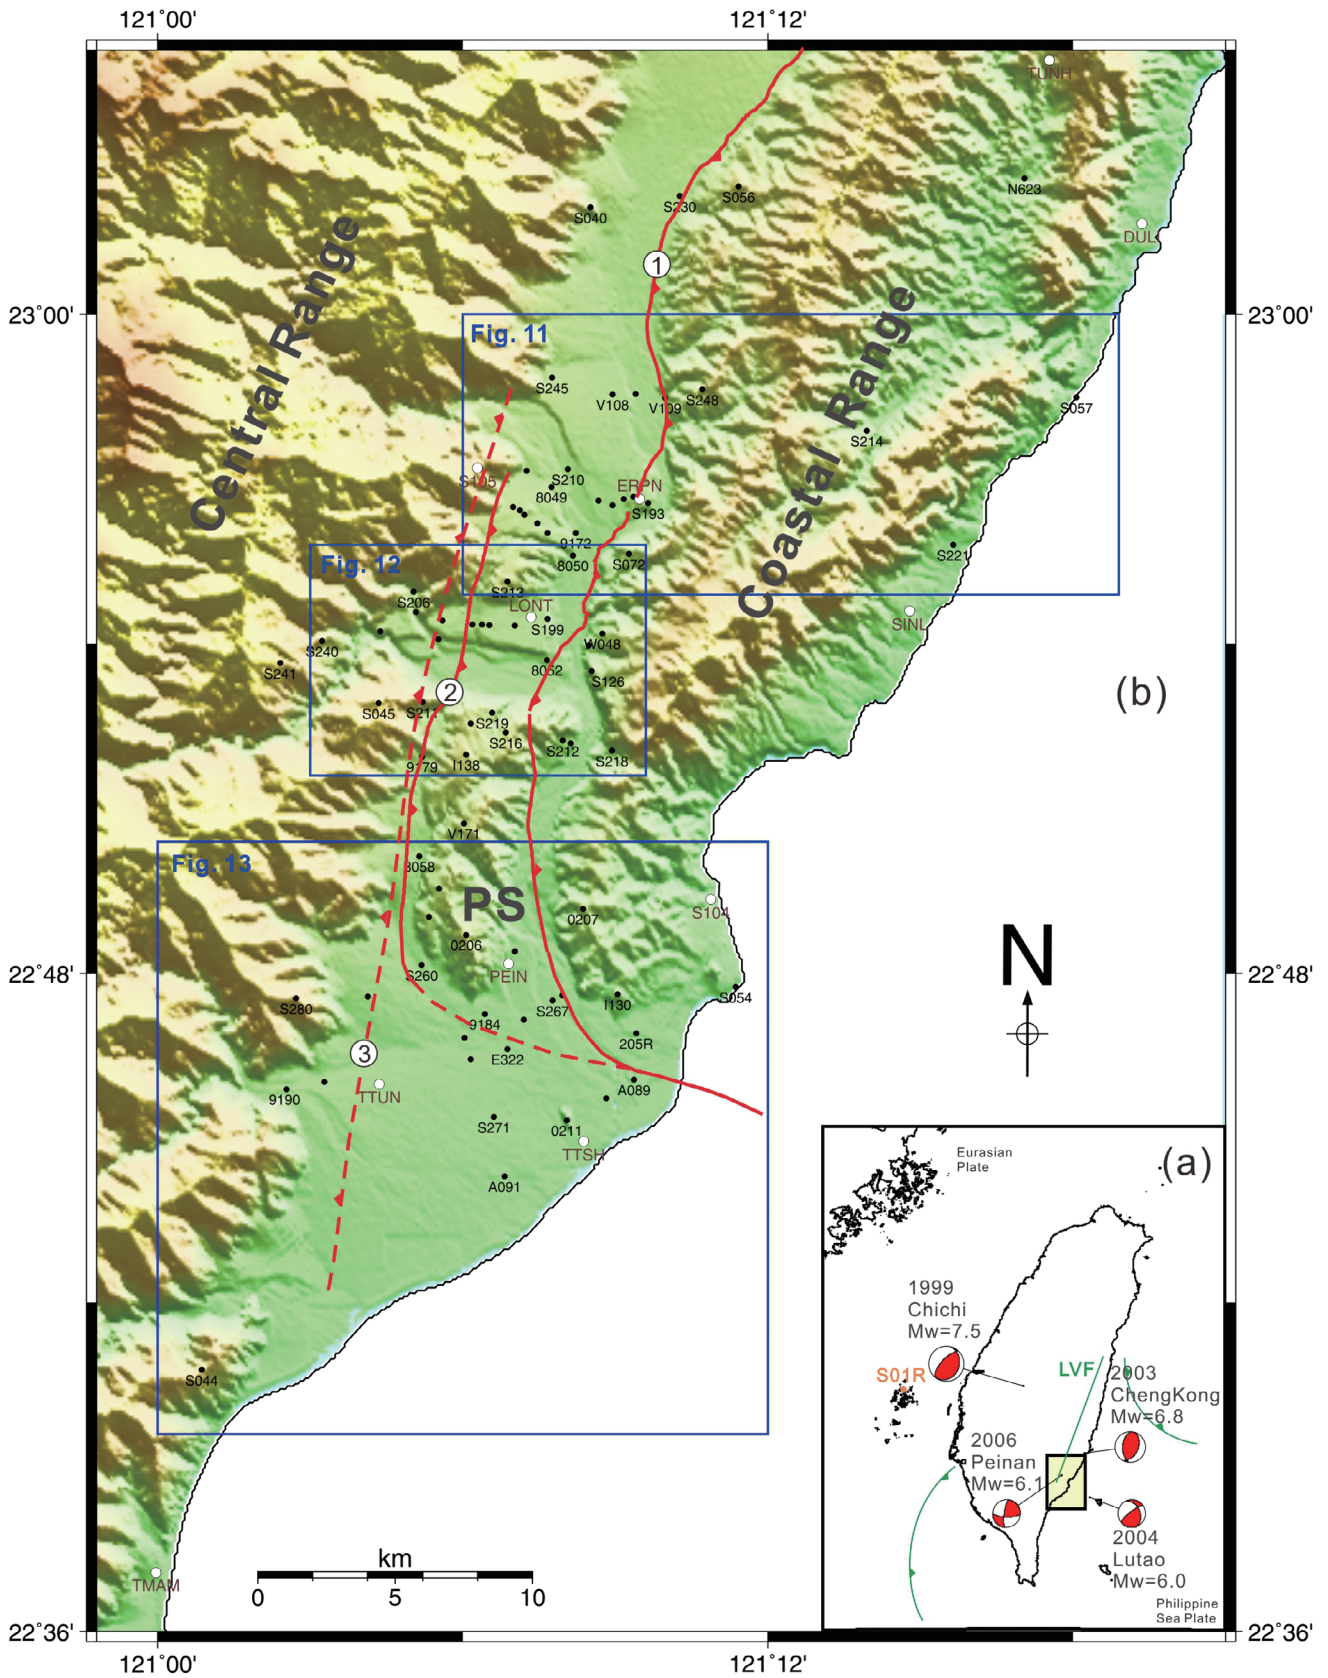 121°00'
121°12'
TUNH
N623
S056
S230
S040
DUL
1
Central Range
Coastal Range
23°00'
23°00'
Fig. 11
S245
V108
V109
S248
S057
S214
S105
S210
8049
ERPN
S193
9172
8050
S072
S221
Fig. 12
S213
S206
LONT
S199
SINL
S240
W048
S241
8052
S126
2
(b)
S045
S219
S216
S212
S218
9179
I138
V171
Fig. 13
8058
PS
S104
0207
0206
PEIN
S260
N
22°48'
22°48'
S280
S267
I130
S054
9184
205R
3
E322
TTUN
9190
A089
S271
0211
TTSH
A091
(a)
Eurasian
Plate
1999
Chichi
Mw=7.5
S01R
LVF
2003
ChengKong
Mw=6.8
2006
Peinan
Mw=6.1
2004
Lutao
Mw=6.0
Philippine
Sea Plate
S044
km
0
5
10
TMAM
22°36'
22°36'
121°00'
121°12'